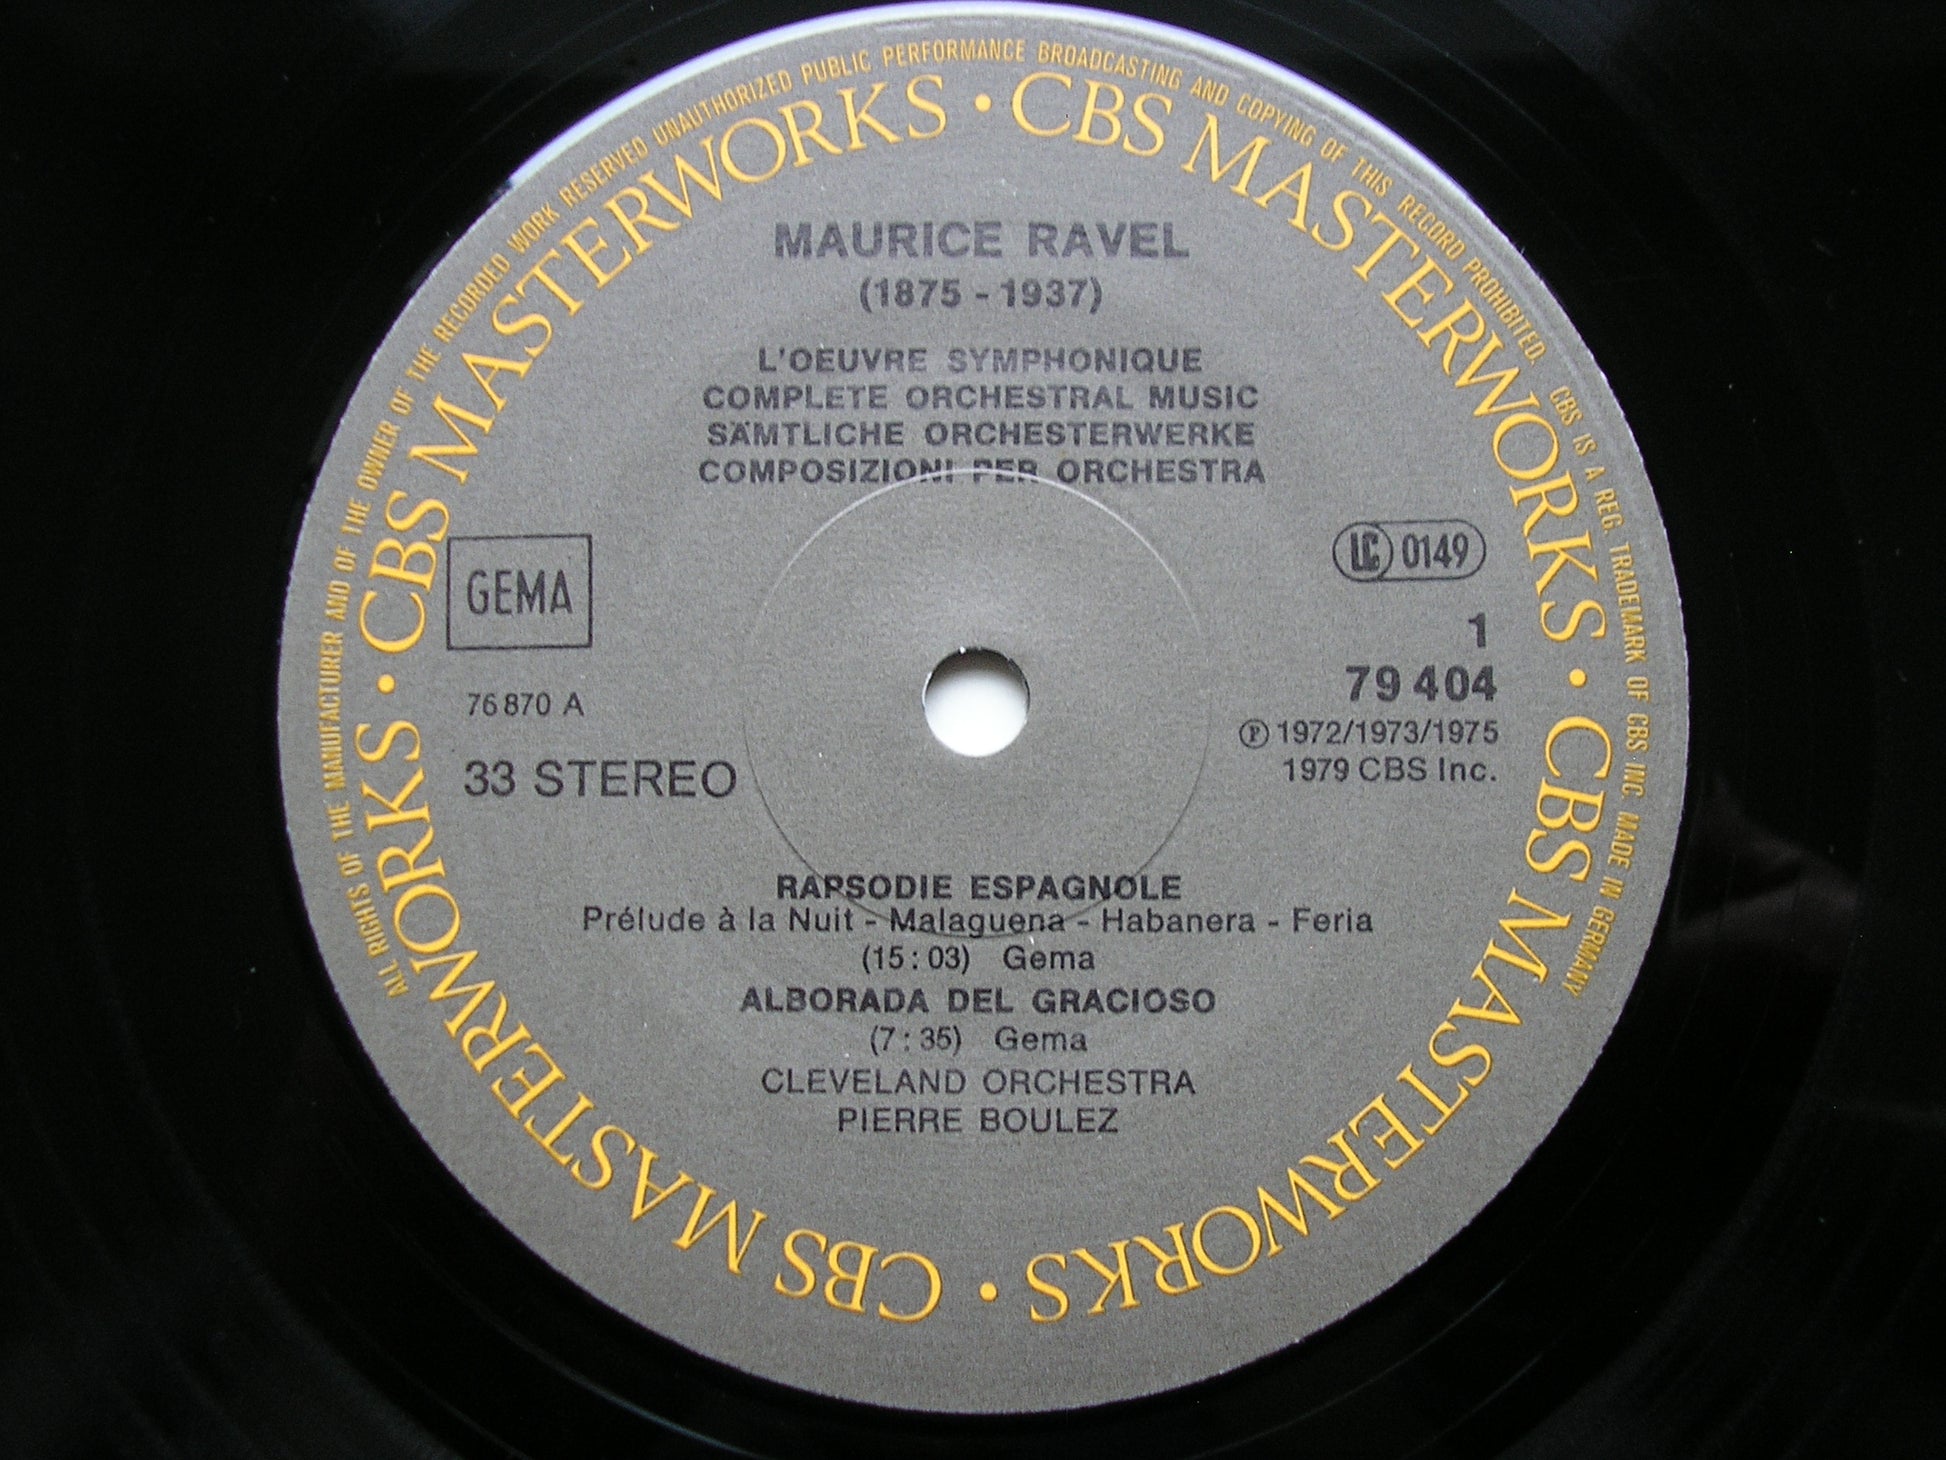 ALL RIGHTS OF THE MANUFACTURER AND OF THE OWNER OF THE RECORDED WORK RESERVED UNAUTHORIZED PUBLIC PERFORMANCE BROADCASTING AND COPYING OF THIS RECORD PROHIBITED. CBS IS A REG. TRADEMARK OF CBS INC. MADE IN GERMANY
CBS MASTERWORKS · CBS MASTERWORKS · CBS MASTERWORKS · CBS MASTERWORKS ·
MAURICE RAVEL
(1875 - 1937)
L'OEUVRE SYMPHONIQUE
COMPLETE ORCHESTRAL MUSIC
SÄMTLICHE ORCHESTERWERKE
COMPOSIZIONI PER ORCHESTRA
GEMA
LC 0149
1
79 404
76 870 A
℗ 1972/1973/1975
33 STEREO
1979 CBS Inc.
RAPSODIE ESPAGNOLE
Prélude à la Nuit - Malaguena - Habanera - Feria
(15:03) Gema
ALBORADA DEL GRACIOSO
(7:35) Gema
CLEVELAND ORCHESTRA
PIERRE BOULEZ